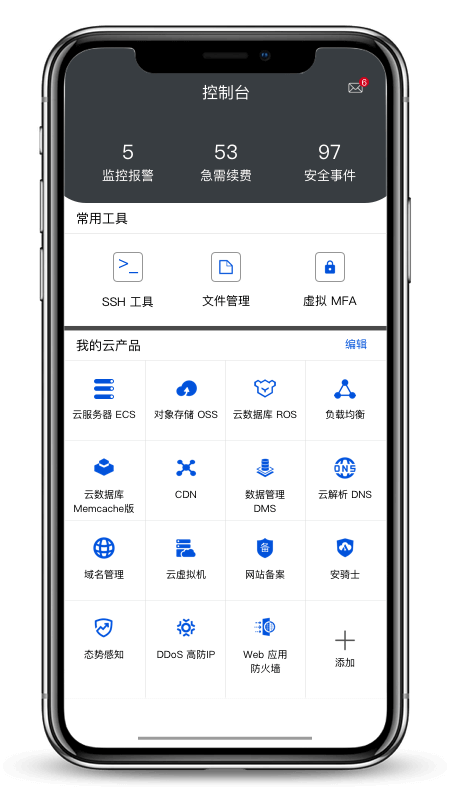 控制台
6
5
53
97
监控报警
急需续费
安全事件
常用工具
SSH 工具
文件管理
虚拟 MFA
我的云产品
编辑
云服务器 ECS
对象存储 OSS
云数据库 ROS
负载均衡
DNS
云数据库
Memcache版
CDN
数据管理
DMS
云解析 DNS
备
域名管理
云虚拟机
网站备案
安骑士
态势感知
DDoS 高防IP
Web 应用
防火墙
添加